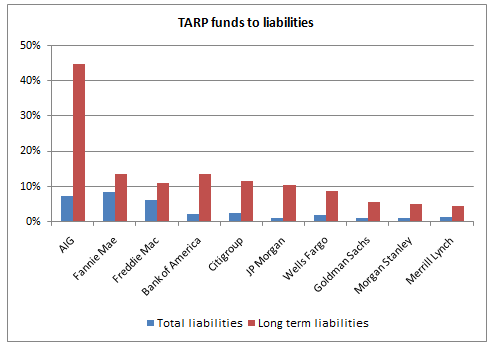 TARP funds to liabilities
50%
40%
30%
20%
10%
0%
AIG
Fannie Mae
Freddie Mac
Bank of America
Citigroup
JP Morgan
Wells Fargo
Goldman Sachs
Morgan Stanley
Merrill Lynch
Total liabilities Long term liabilities